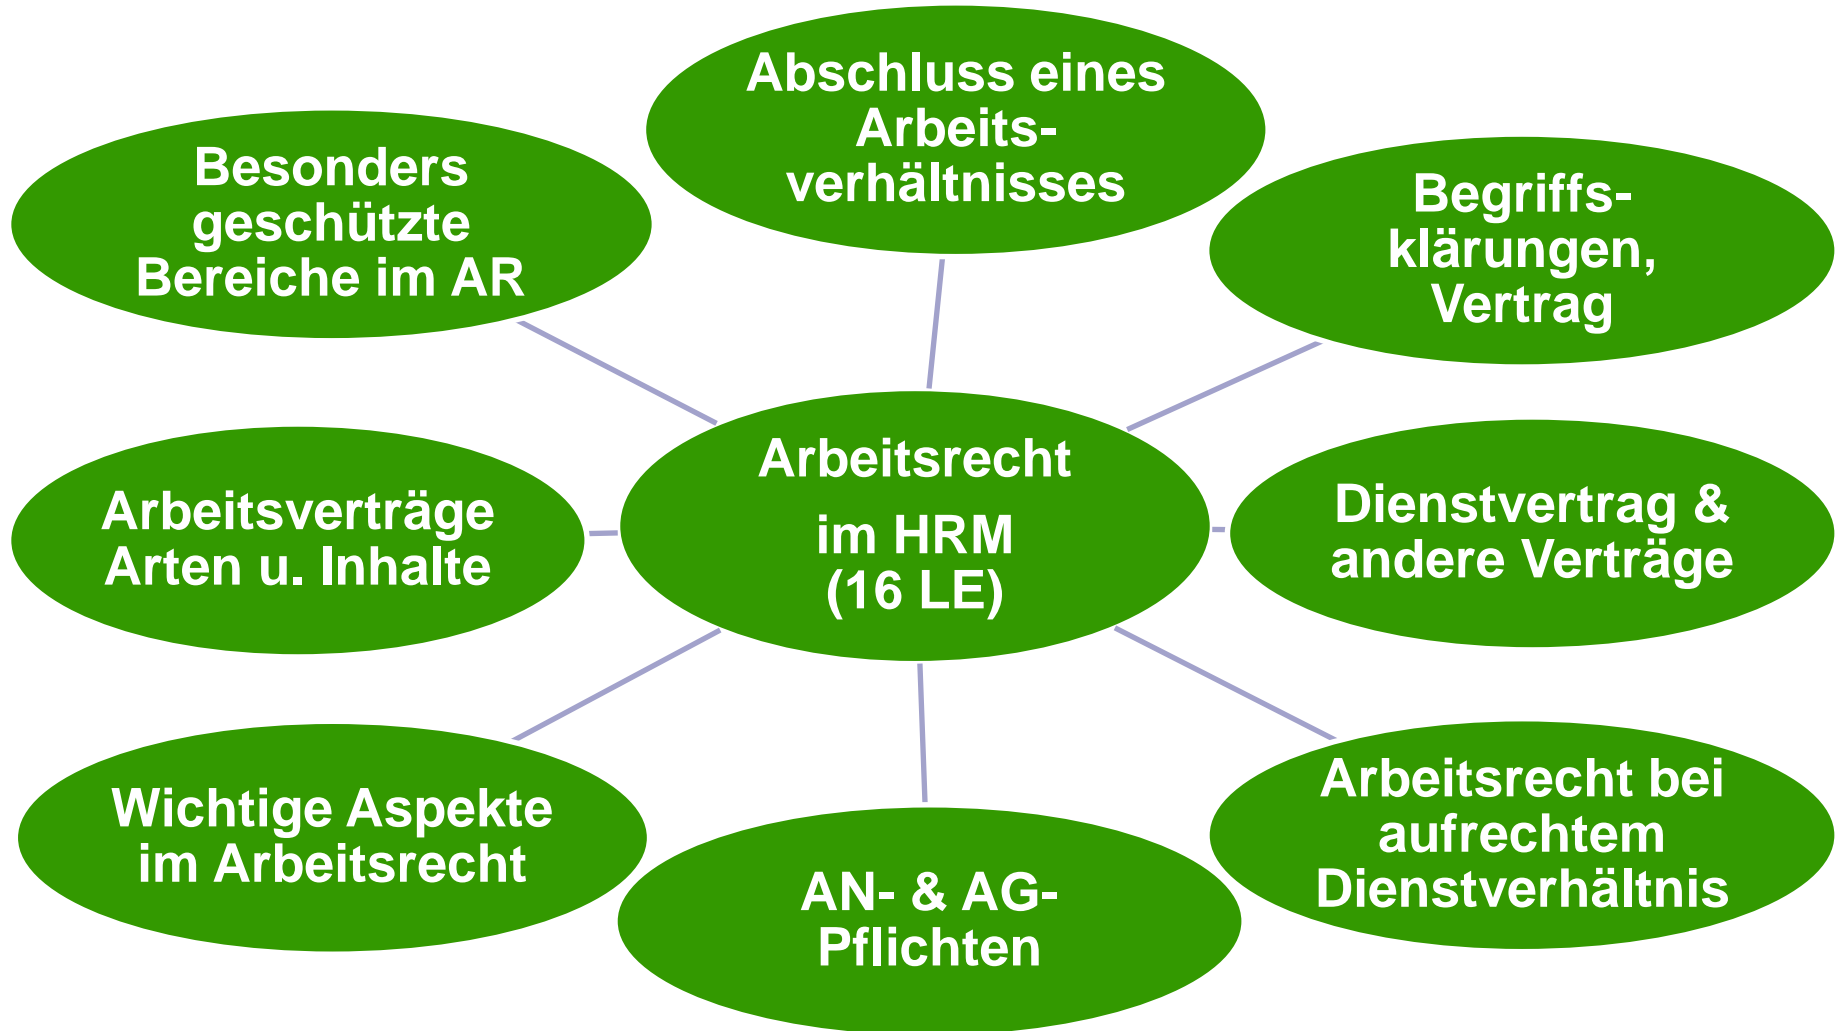 Abschluss eines
Arbeits-
verhältnisses
Besonders
geschützte
Bereiche im AR
Begriffs-
klärungen,
Vertrag
Arbeitsrecht
im HRM
(16 LE)
Arbeitsverträge
Arten u. Inhalte
Dienstvertrag &
andere Verträge
Wichtige Aspekte
im Arbeitsrecht
AN- & AG-
Pflichten
Arbeitsrecht bei
aufrechtem
Dienstverhältnis